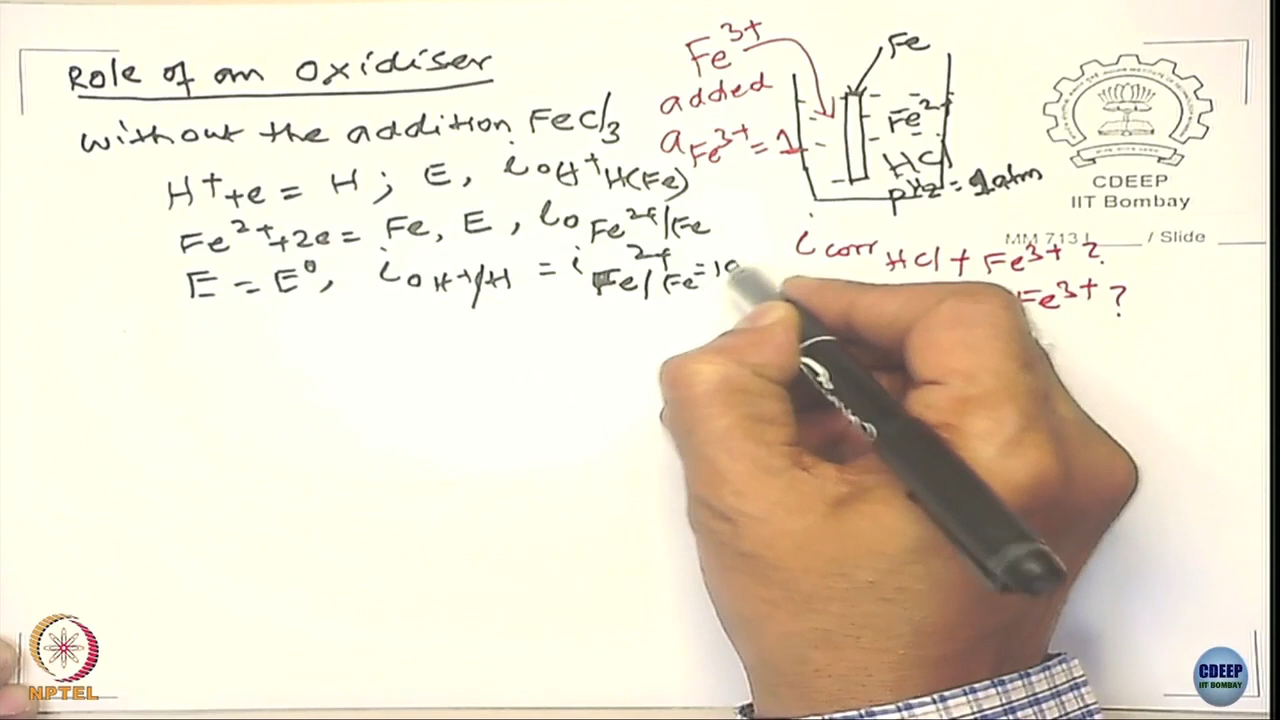 Role of an Oxidiser
without the addition FeCl3
H+ + e = H ; E, i0H+/H(Fe)
Fe2+ + 2e = Fe, E, i0 Fe2+/Fe
E = E0, i0 H+/H = i Fe/Fe2+ = 10
Fe3+
added
aFe3+ = 1
Fe
Fe2+
HCl
pH2 = 1 atm
icorr HCl + Fe3+ ?
Fe3+ ?
CDEEP
IIT Bombay
MM 713 L / Slide
NPTEL
CDEEP
IIT BOMBAY